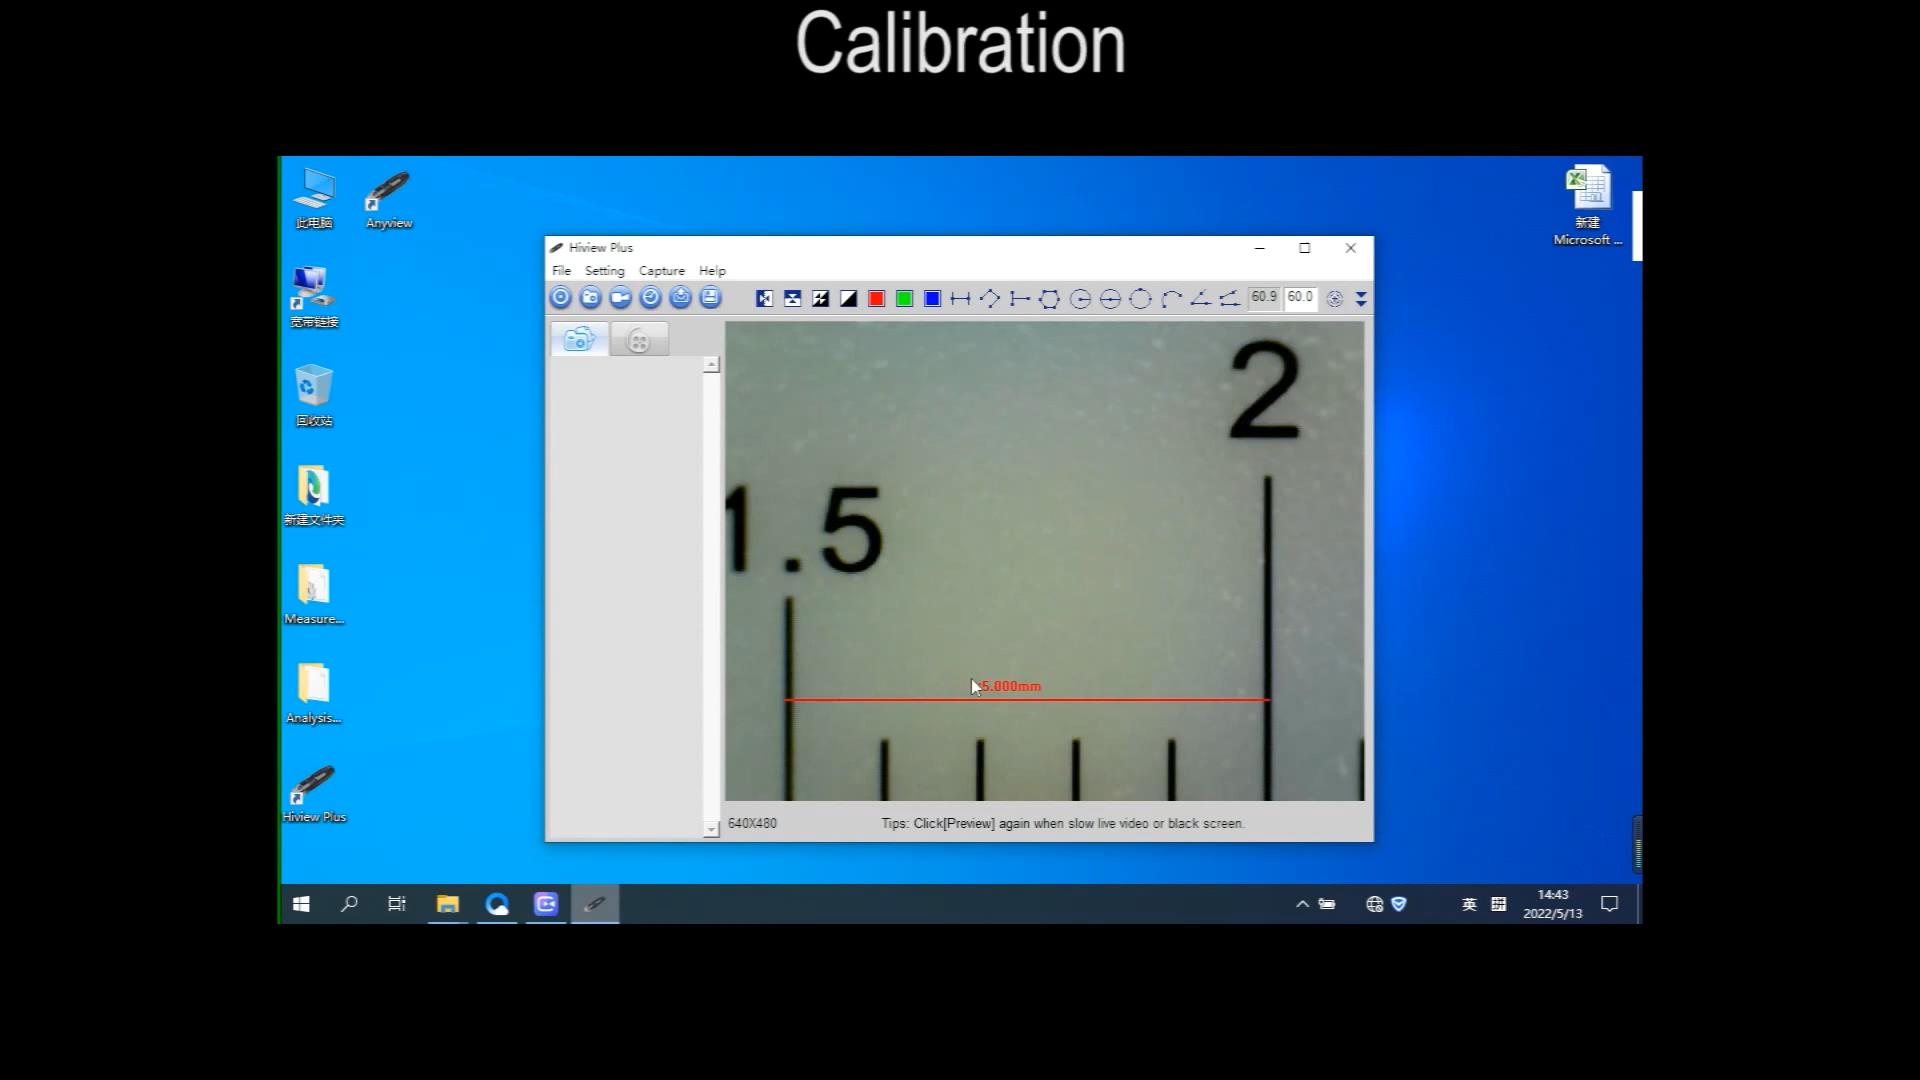 Calibration
此电脑
Anyview
宽带链接
回收站
新建文件夹
Measure...
Analysis...
Hiview Plus
新建
Microsoft ...
Hiview Plus
File Setting Capture Help
60.9 60.0
2
1.5
5.000mm
640X480
Tips: Click[Preview] again when slow live video or black screen.
英 拼
14:43
2022/5/13